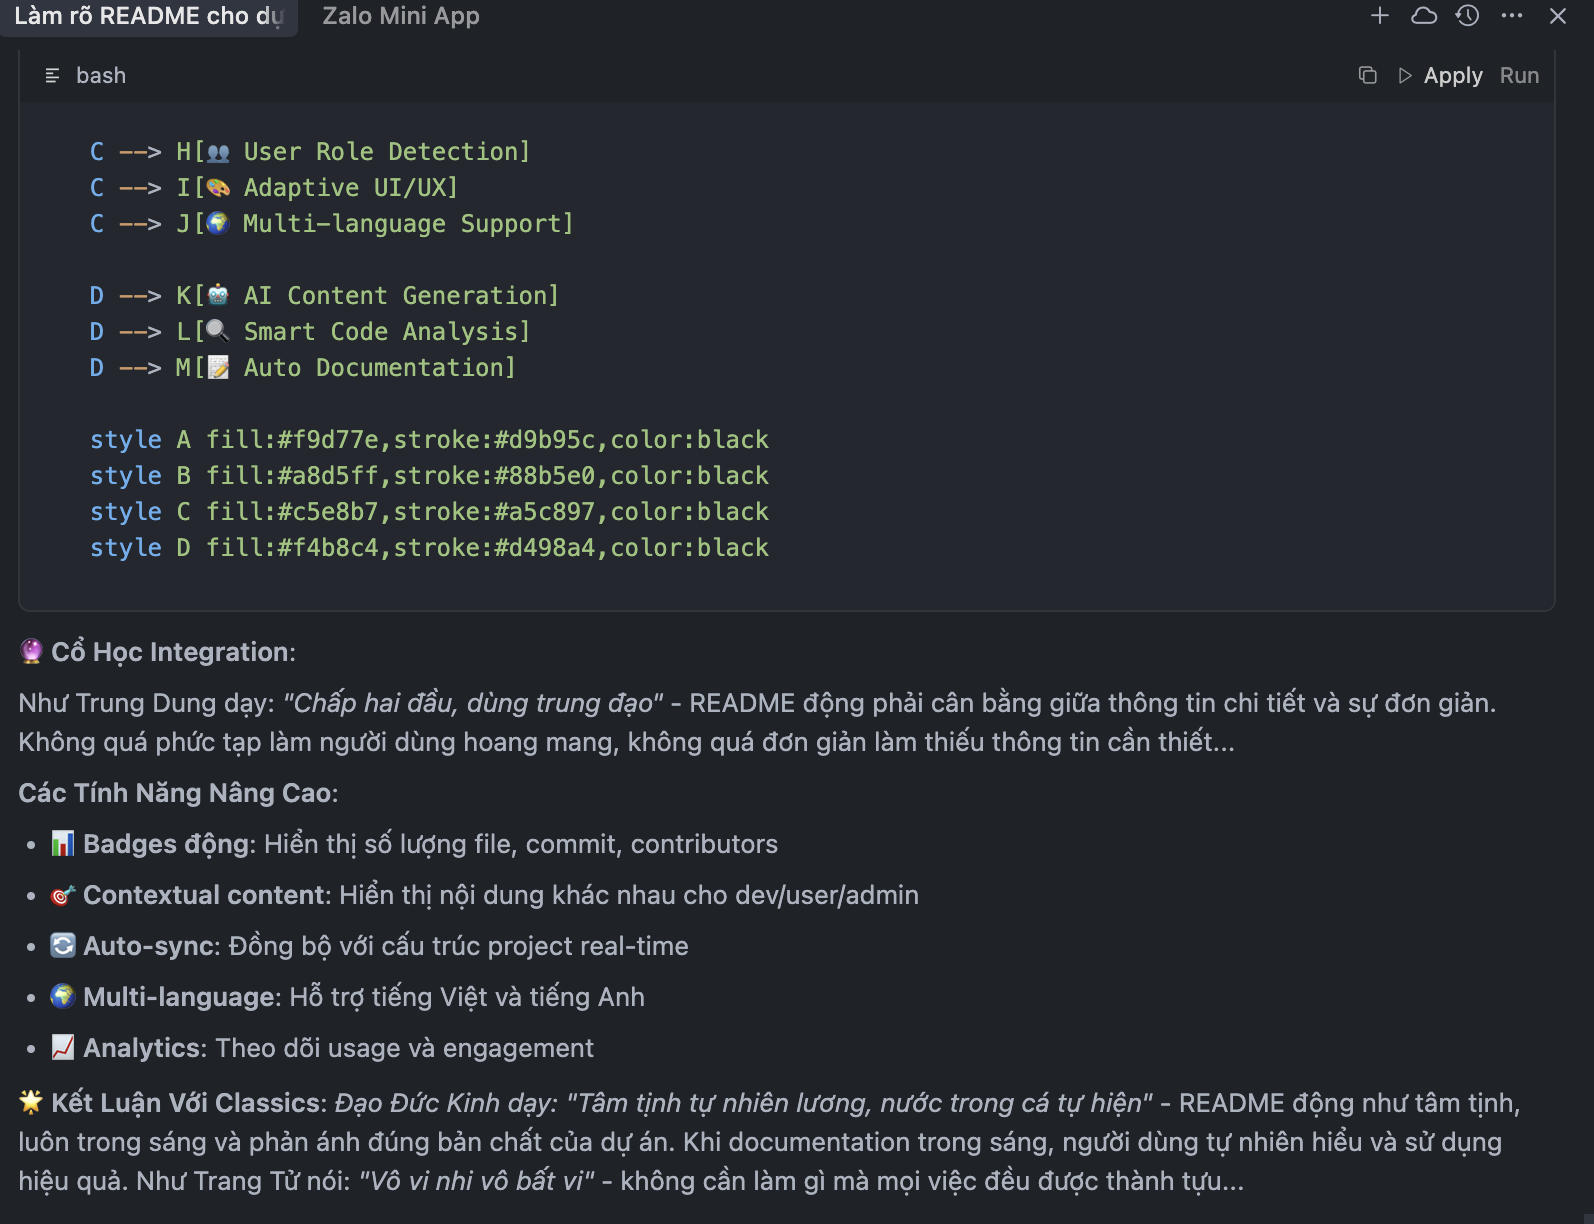 Làm rõ README cho dự
Zalo Mini App
bash
Apply
Run
C --> H[👥 User Role Detection]
C --> I[🎨 Adaptive UI/UX]
C --> J[🌍 Multi-language Support]
D --> K[🤖 AI Content Generation]
D --> L[🔍 Smart Code Analysis]
D --> M[📝 Auto Documentation]
style A fill:#f9d77e,stroke:#d9b95c,color:black
style B fill:#a8d5ff,stroke:#88b5e0,color:black
style C fill:#c5e8b7,stroke:#a5c897,color:black
style D fill:#f4b8c4,stroke:#d498a4,color:black
🔮 Cổ Học Integration:
Như Trung Dung dạy: "Chấp hai đầu, dùng trung đạo" - README động phải cân bằng giữa thông tin chi tiết và sự đơn giản.
Không quá phức tạp làm người dùng hoang mang, không quá đơn giản làm thiếu thông tin cần thiết...
Các Tính Năng Nâng Cao:
• 📊 Badges động: Hiển thị số lượng file, commit, contributors
• 🎯 Contextual content: Hiển thị nội dung khác nhau cho dev/user/admin
• 🔄 Auto-sync: Đồng bộ với cấu trúc project real-time
• 🌍 Multi-language: Hỗ trợ tiếng Việt và tiếng Anh
• 📈 Analytics: Theo dõi usage và engagement
🌟 Kết Luận Với Classics: Đạo Đức Kinh dạy: "Tâm tịnh tự nhiên lương, nước trong cá tự hiện" - README động như tâm tịnh,
luôn trong sáng và phản ánh đúng bản chất của dự án. Khi documentation trong sáng, người dùng tự nhiên hiểu và sử dụng
hiệu quả. Như Trang Tử nói: "Vô vi nhi vô bất vi" - không cần làm gì mà mọi việc đều được thành tựu...